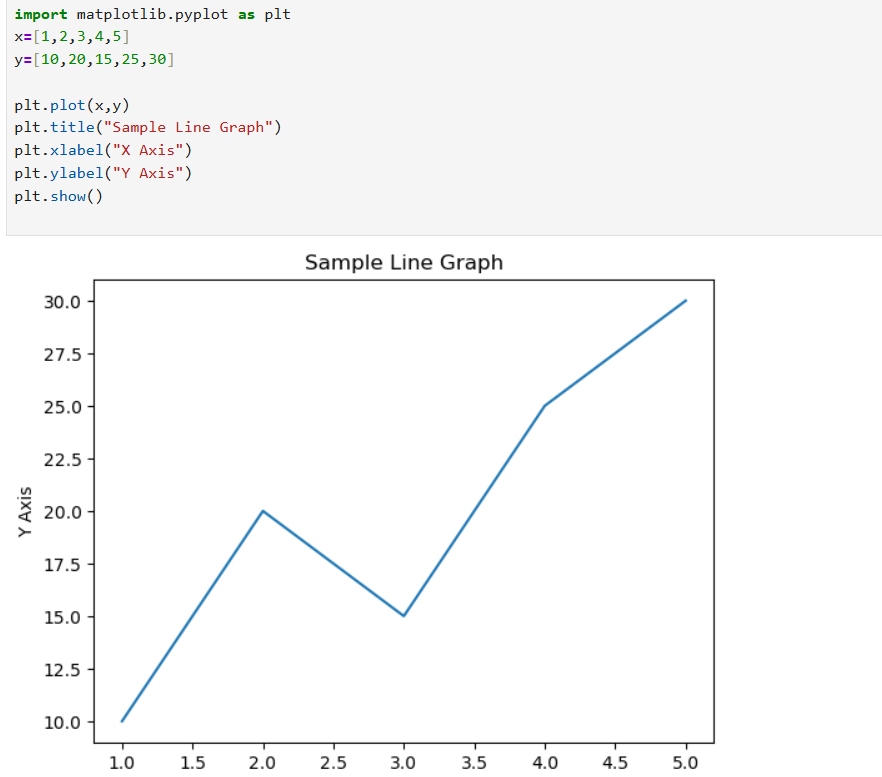 import matplotlib.pyplot as plt
x=[1,2,3,4,5]
y=[10,20,15,25,30]
plt.plot(x,y)
plt.title("Sample Line Graph")
plt.xlabel("X Axis")
plt.ylabel("Y Axis")
plt.show()
Sample Line Graph
30.0
27.5
25.0
22.5
Y Axis
20.0
17.5
15.0
12.5
10.0
1.0 1.5 2.0 2.5 3.0 3.5 4.0 4.5 5.0